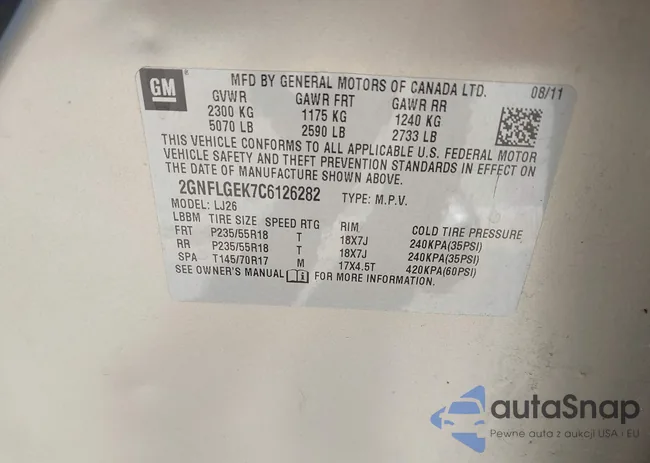 GM
MFD BY GENERAL MOTORS OF CANADA LTD. 08/11
GVWR GAWR FRT GAWR RR
2300 KG 1175 KG 1240 KG
5070 LB 2590 LB 2733 LB
THIS VEHICLE CONFORMS TO ALL APPLICABLE U.S. FEDERAL MOTOR
VEHICLE SAFETY AND THEFT PREVENTION STANDARDS IN EFFECT ON
THE DATE OF MANUFACTURE SHOWN ABOVE.
2GNFLGEK7C6126282 TYPE: M.P.V.
MODEL: LJ26
LBBM TIRE SIZE SPEED RTG RIM COLD TIRE PRESSURE
FRT P235/55R18 T 18X7J 240KPA(35PSI)
RR P235/55R18 T 18X7J 240KPA(35PSI)
SPA T145/70R17 M 17X4.5T 420KPA(60PSI)
SEE OWNER'S MANUAL i FOR MORE INFORMATION.
autaSnap
Pewne auta z aukcji USA i EU